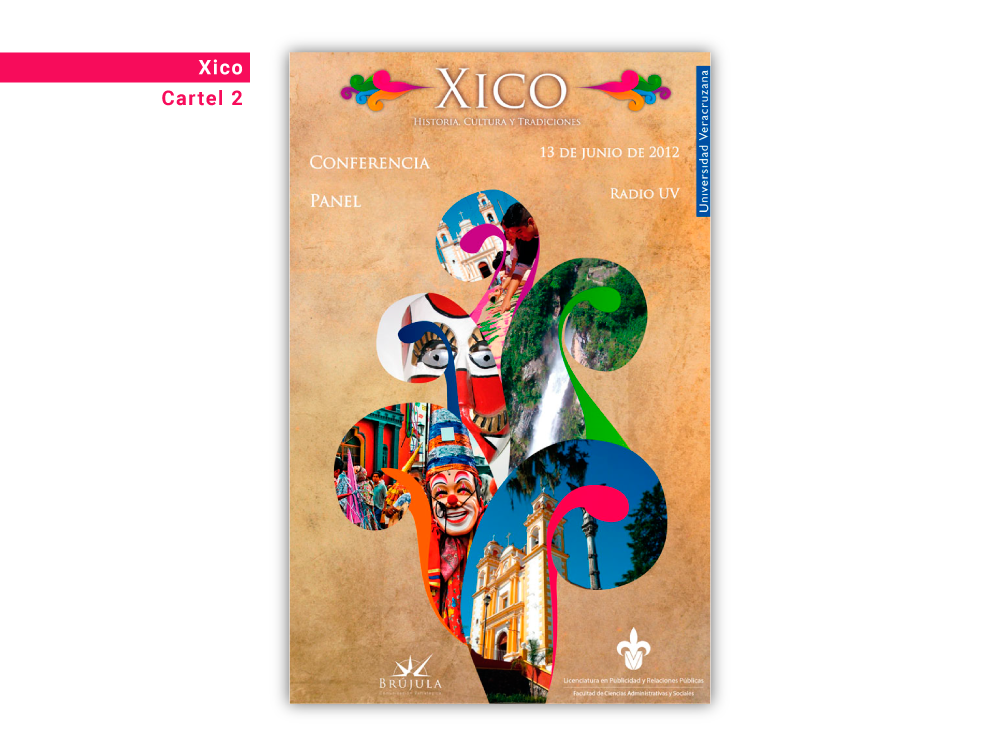 Xico
Cartel 2
XICO
HISTORIA, CULTURA Y TRADICIONES
CONFERENCIA
PANEL
13 DE JUNIO DE 2012
RADIO UV
Universidad Veracruzana
BRÚJULA
Licenciatura en Publicidad y Relaciones Públicas
Facultad de Ciencias Administrativas y Sociales